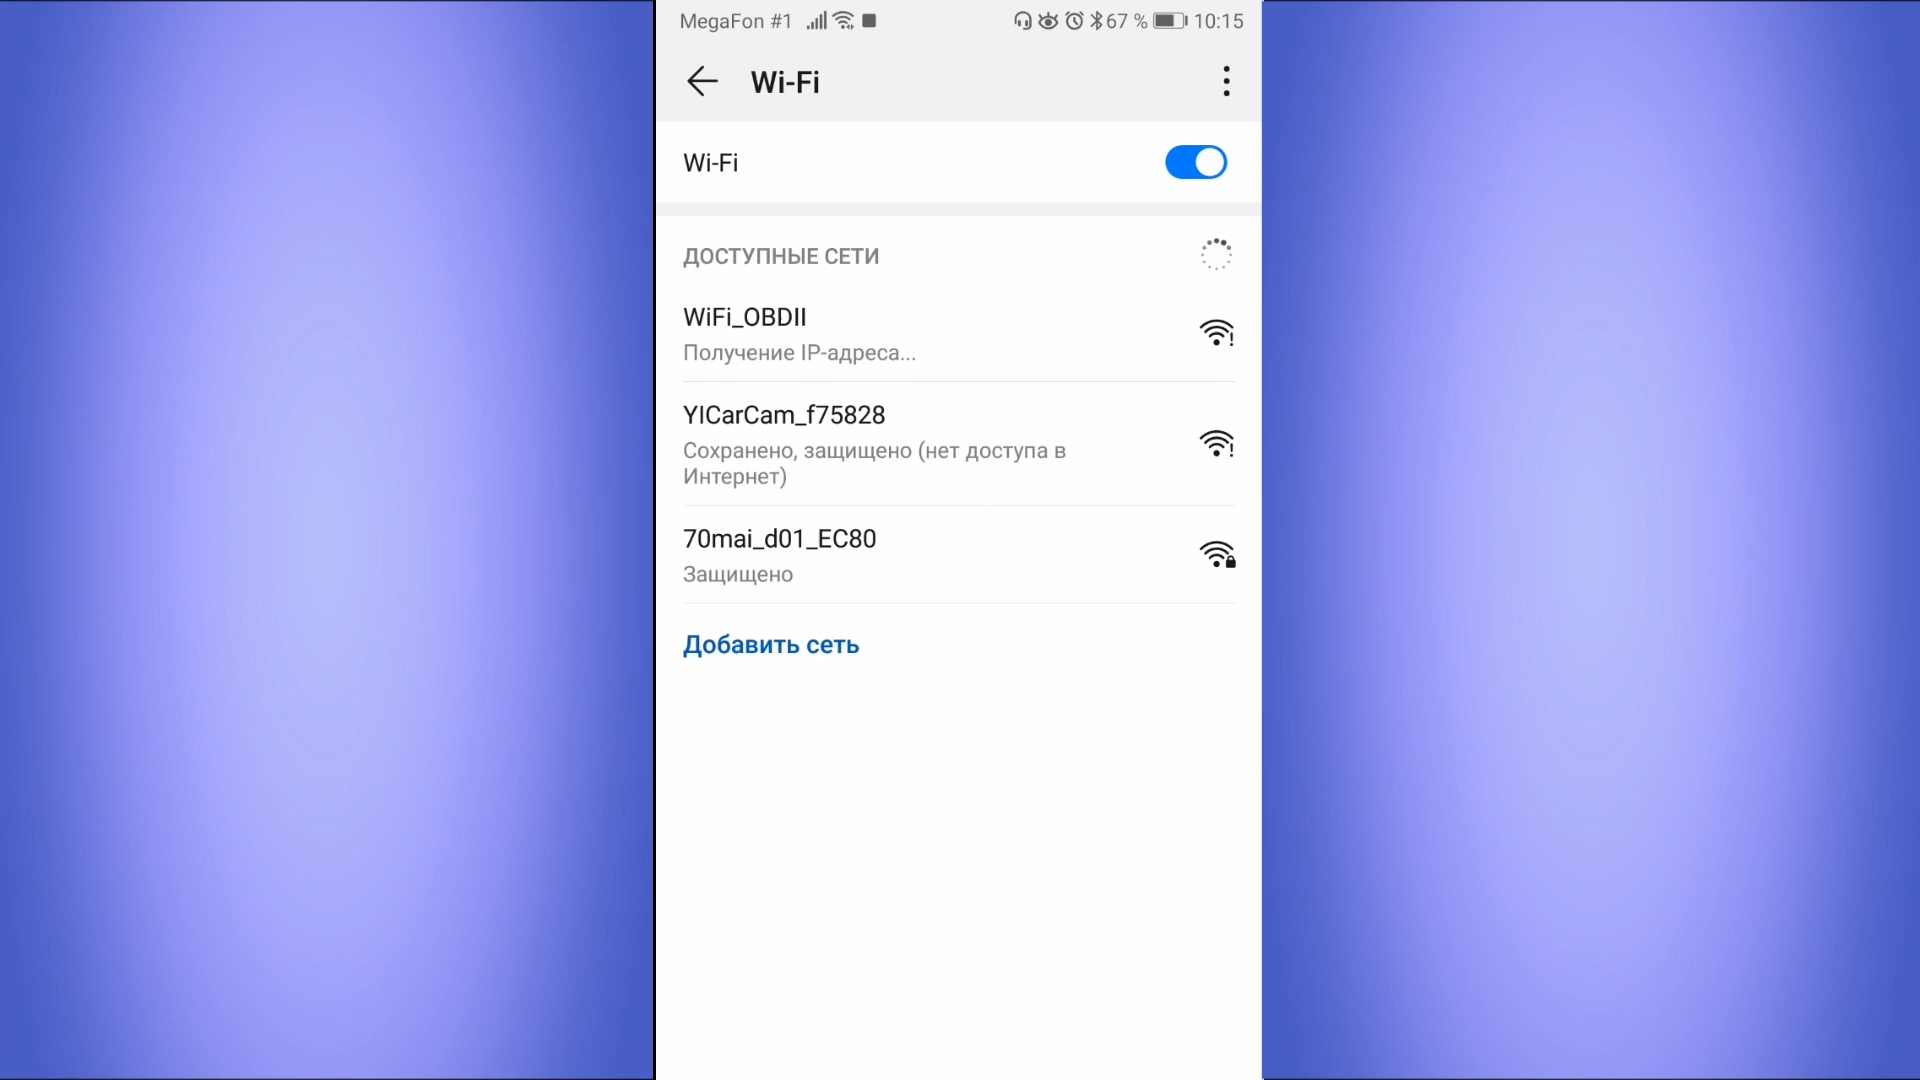 MegaFon #1 67 % 10:15
Wi-Fi
Wi-Fi
ДОСТУПНЫЕ СЕТИ
WiFi_OBDII
Получение IP-адреса...
YICarCam_f75828
Сохранено, защищено (нет доступа в
Интернет)
70mai_d01_EC80
Защищено
Добавить сеть